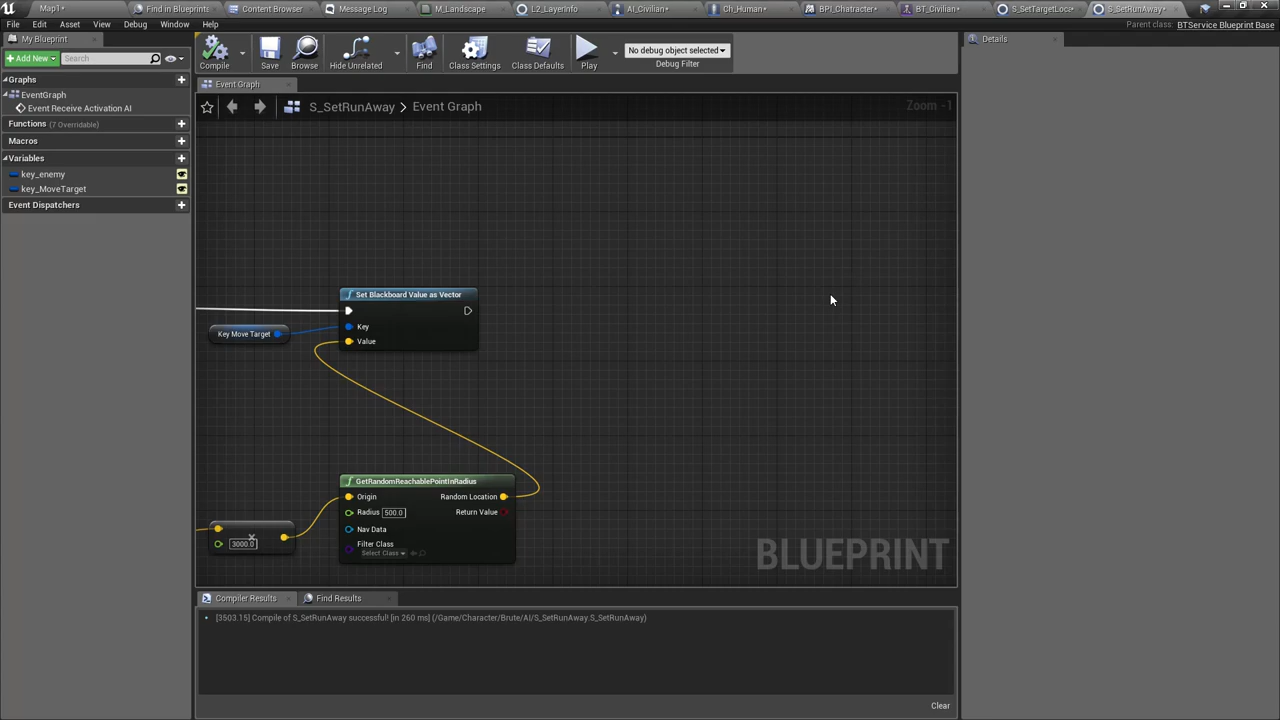 Map1•
Find in Blueprints
Content Browser
Message Log
M_Landscape
L2_LayerInfo
AI_Civilian•
Ch_Human•
BPI_Chatracter•
BT_Civilian•
S_SetTargetLoca•
S_SetRunAway•
File Edit Asset View Debug Window Help
Parent class: BTService Blueprint Base
My Blueprint
Add New
Search
Graphs
EventGraph
Event Receive Activation AI
Functions (7 Overridable)
Macros
Variables
key_enemy
key_MoveTarget
Event Dispatchers
Compile
Save
Browse
Hide Unrelated
Find
Class Settings
Class Defaults
Play
No debug object selected
Debug Filter
Event Graph
S_SetRunAway > Event Graph
Zoom -1
Set Blackboard Value as Vector
Key Move Target
Key
Value
GetRandomReachablePointInRadius
Origin
Random Location
Radius 500.0
Return Value
Nav Data
Filter Class
Select Class
3000.0
BLUEPRINT
Compiler Results
Find Results
[3503.15] Compile of S_SetRunAway successful! [in 260 ms] (/Game/Character/Brute/AI/S_SetRunAway.S_SetRunAway)
Clear
Details